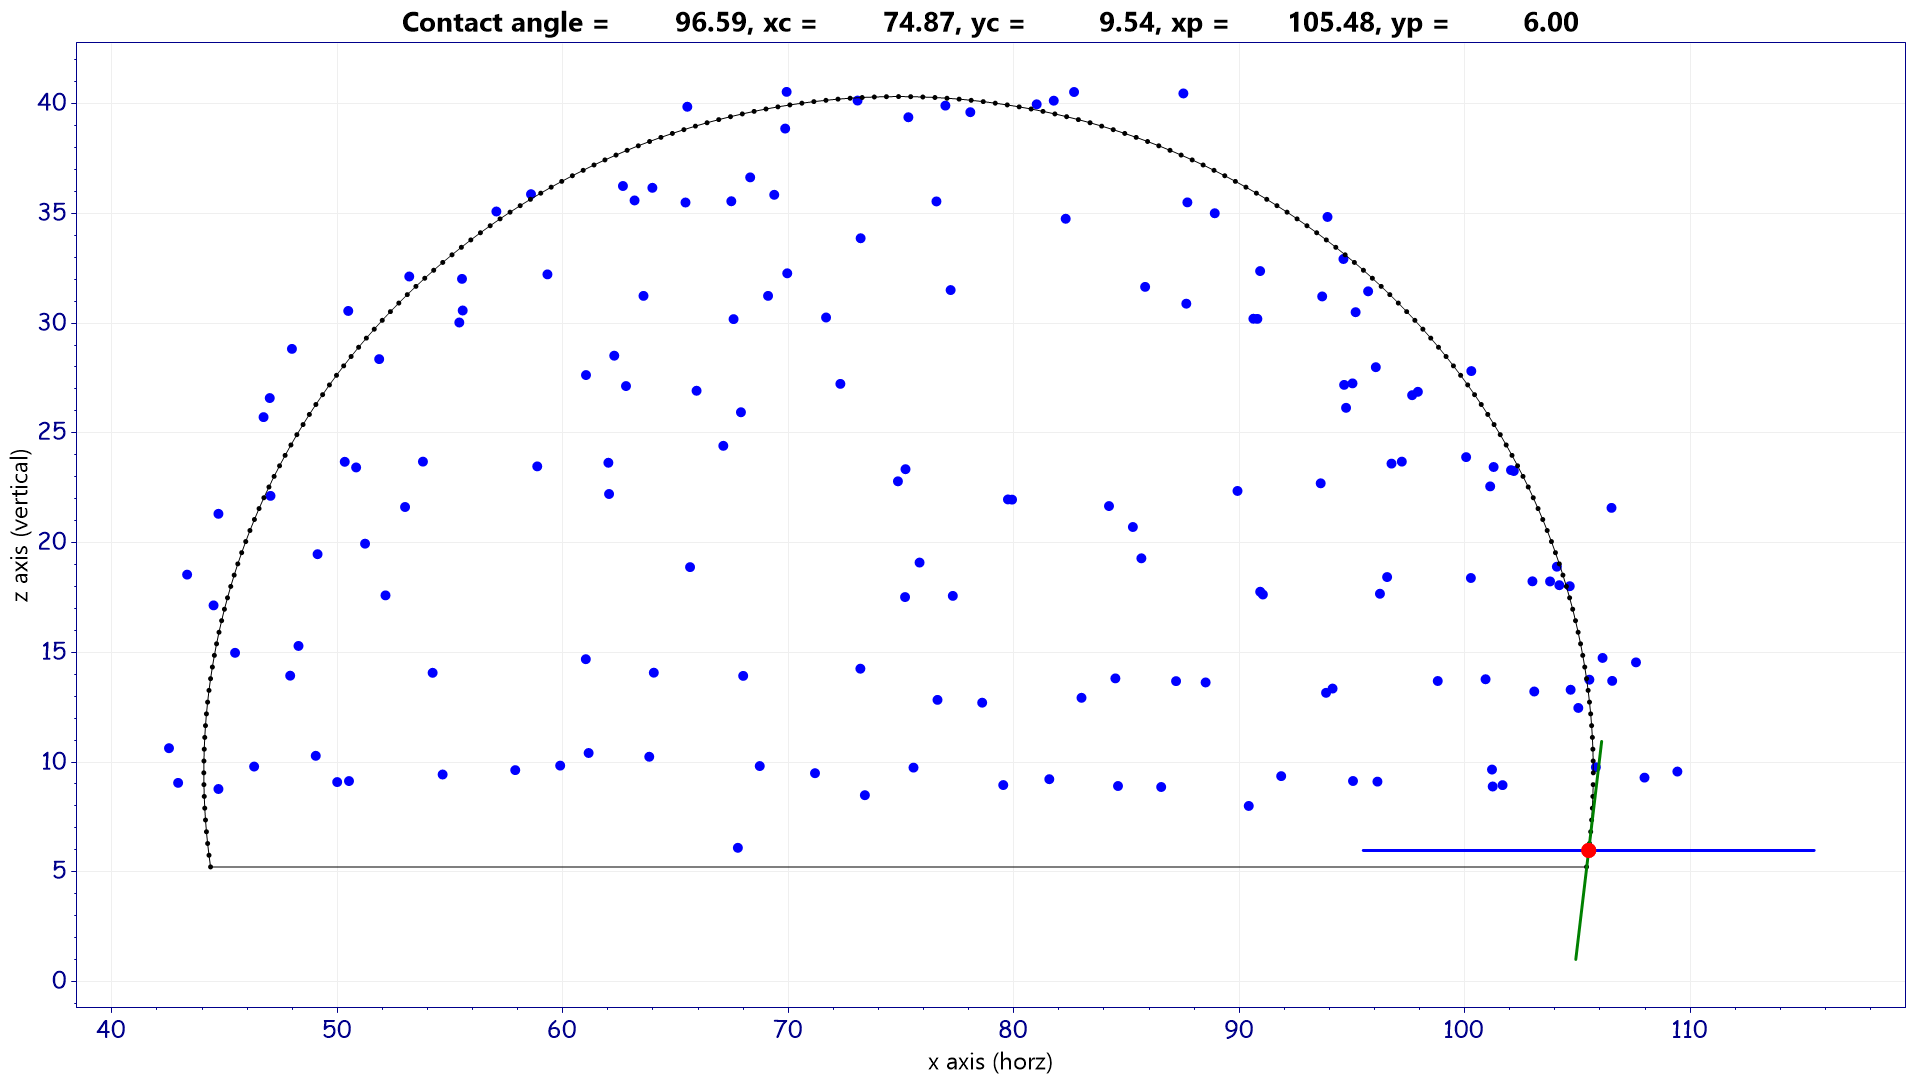 Contact angle = 96.59, xc = 74.87, yc = 9.54, xp = 105.48, yp = 6.00
40
35
30
25
20
15
10
5
0
z axis (vertical)
40 50 60 70 80 90 100 110
x axis (horz)